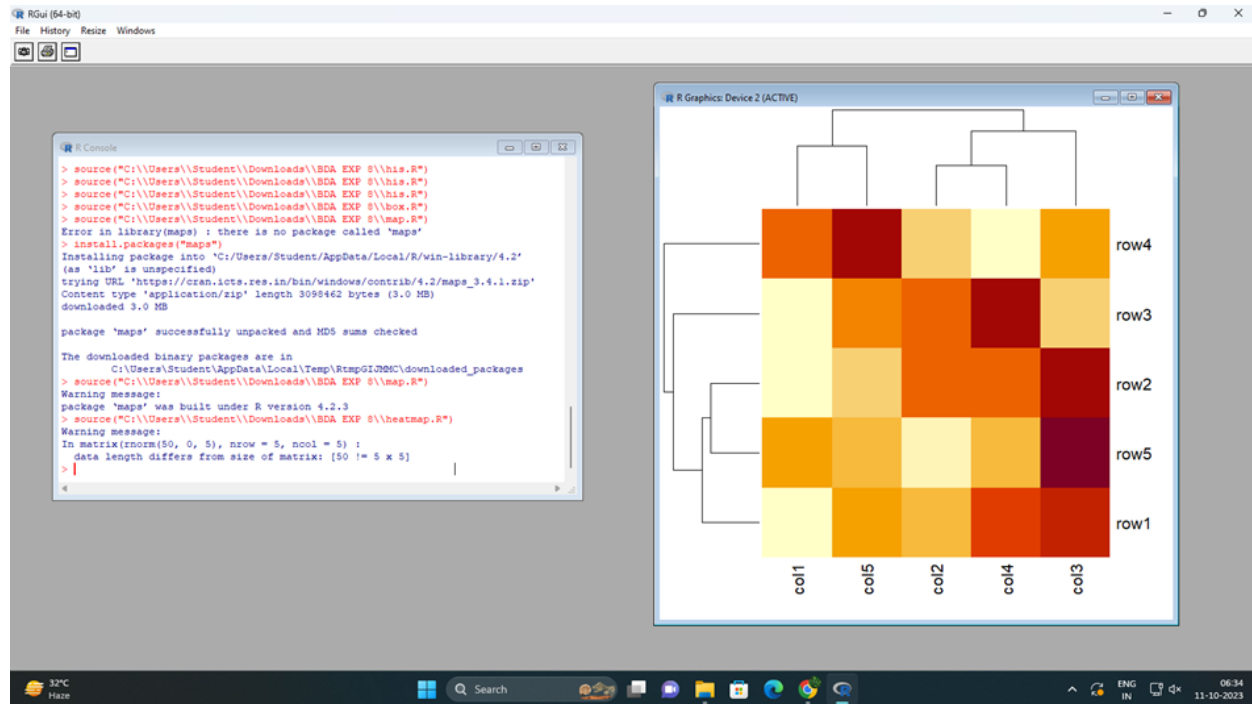 RGui (64-bit)
File History Resize Windows
R Console
> source("C:\\Users\\Student\\Downloads\\BDA EXP 8\\his.R")
> source("C:\\Users\\Student\\Downloads\\BDA EXP 8\\his.R")
> source("C:\\Users\\Student\\Downloads\\BDA EXP 8\\his.R")
> source("C:\\Users\\Student\\Downloads\\BDA EXP 8\\box.R")
> source("C:\\Users\\Student\\Downloads\\BDA EXP 8\\map.R")
Error in library(maps) : there is no package called ‘maps’
> install.packages("maps")
Installing package into ‘C:/Users/Student/AppData/Local/R/win-library/4.2’
(as ‘lib’ is unspecified)
trying URL 'https://cran.icts.res.in/bin/windows/contrib/4.2/maps_3.4.1.zip'
Content type 'application/zip' length 3098462 bytes (3.0 MB)
downloaded 3.0 MB
package ‘maps’ successfully unpacked and MD5 sums checked
The downloaded binary packages are in
C:\Users\Student\AppData\Local\Temp\RtmpGIJMMC\downloaded_packages
> source("C:\\Users\\Student\\Downloads\\BDA EXP 8\\map.R")
Warning message:
package ‘maps’ was built under R version 4.2.3
> source("C:\\Users\\Student\\Downloads\\BDA EXP 8\\heatmap.R")
Warning message:
In matrix(rnorm(50, 0, 5), nrow = 5, ncol = 5) :
data length differs from size of matrix: [50 != 5 x 5]
>
R Graphics: Device 2 (ACTIVE)
row4
row3
row2
row5
row1
col1 col5 col2 col4 col3
32°C
Haze
Search
ENG
IN
06:34
11-10-2023